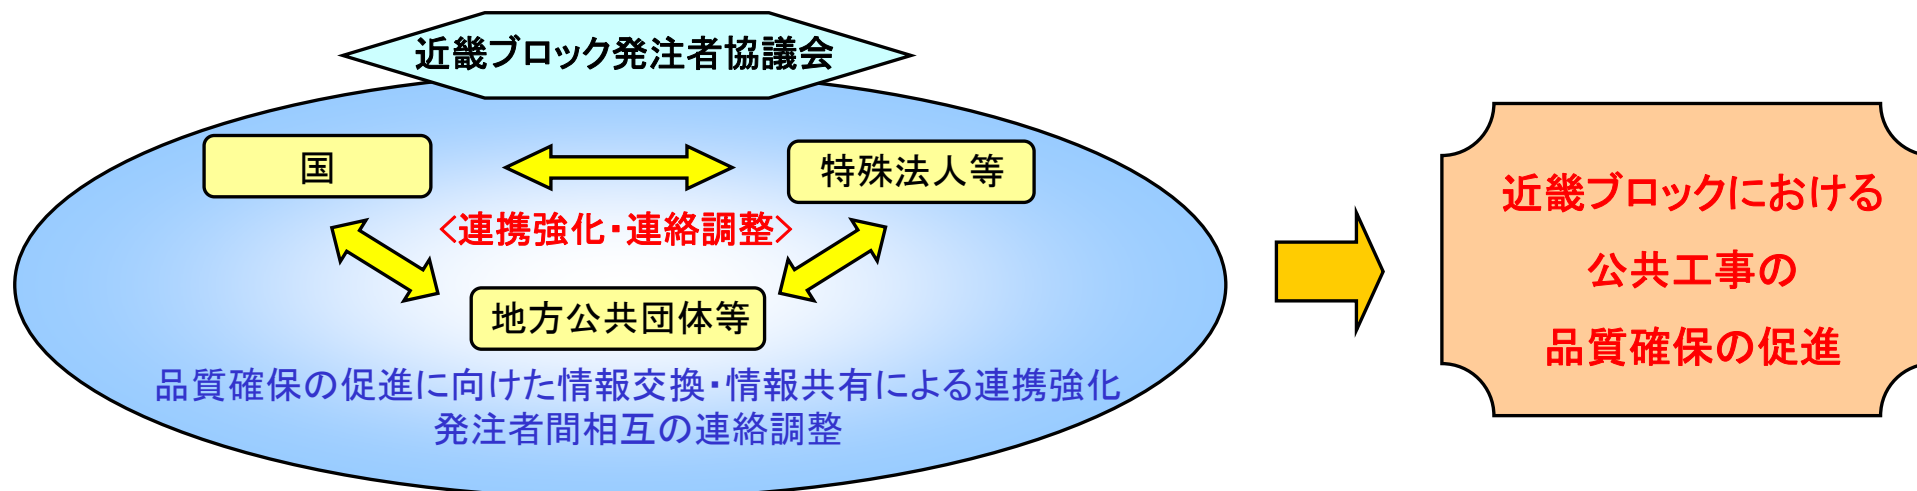 近畿ブロック発注者協議会
国
特殊法人等
<連携強化・連絡調整>
地方公共団体等
品質確保の促進に向けた情報交換・情報共有による連携強化
発注者間相互の連絡調整
近畿ブロックにおける
公共工事の
品質確保の促進